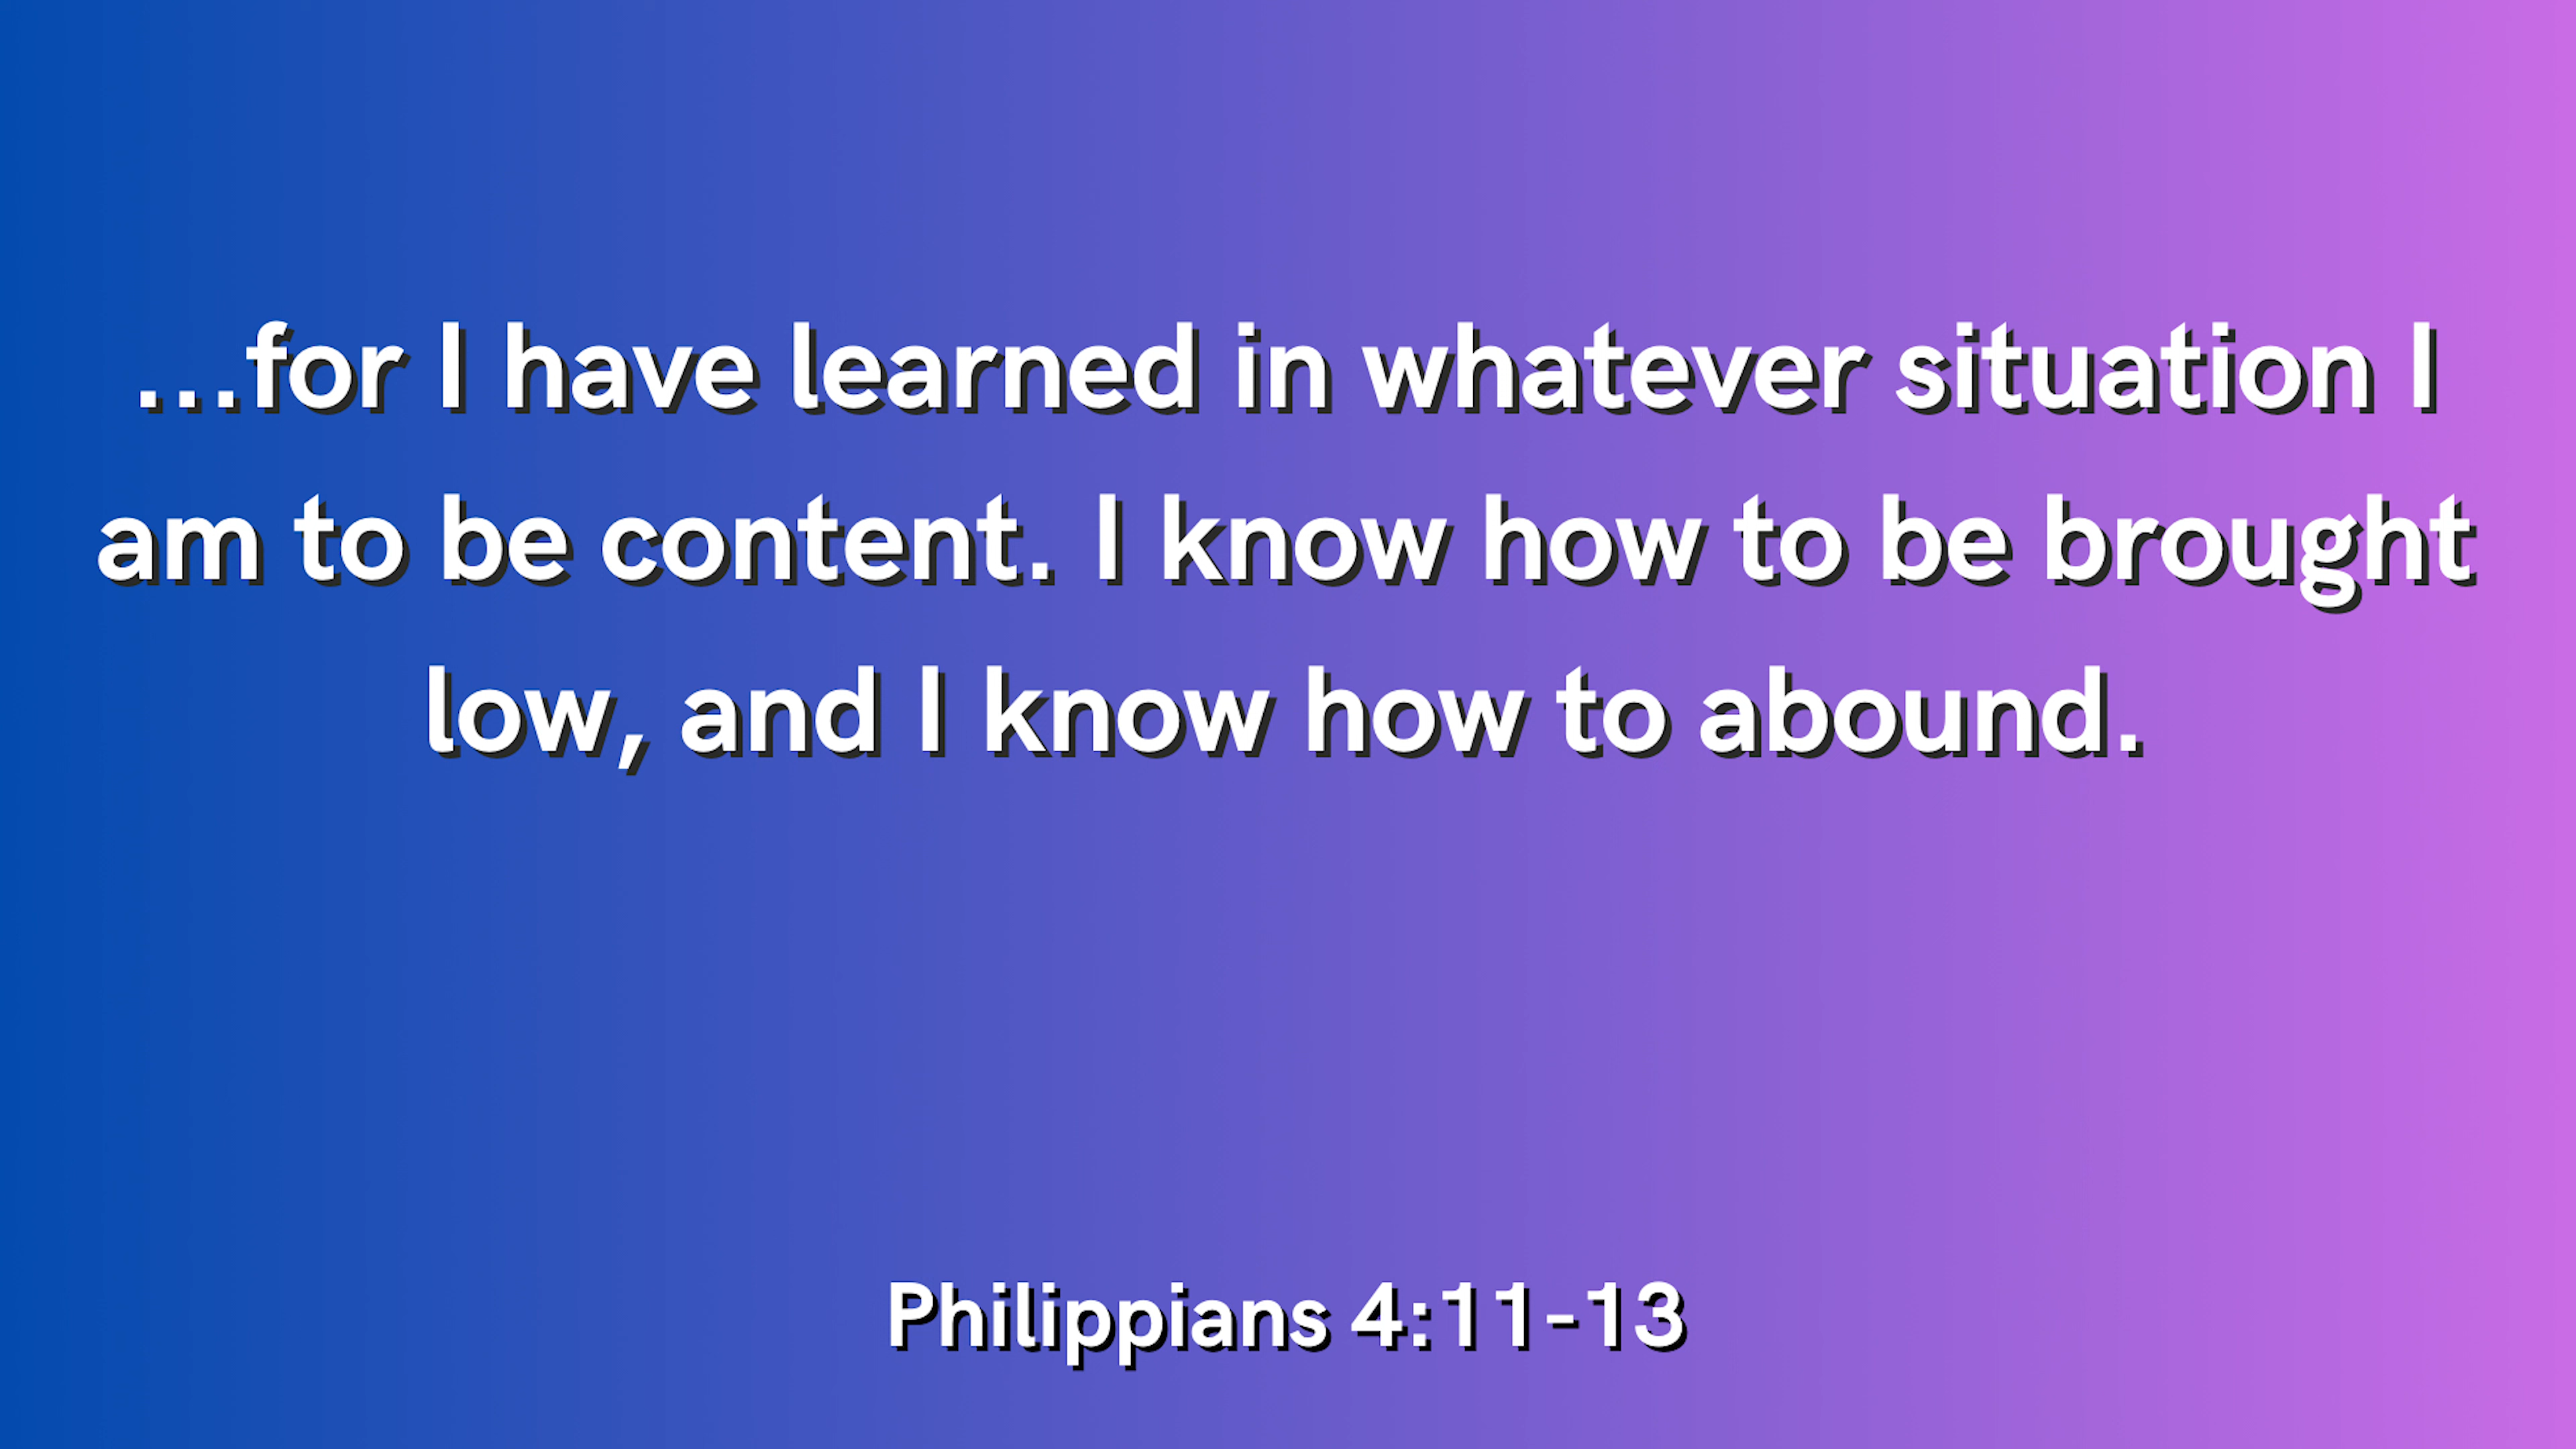 ...for I have learned in whatever situation I
am to be content. I know how to be brought
low, and I know how to abound.
Philippians 4:11-13